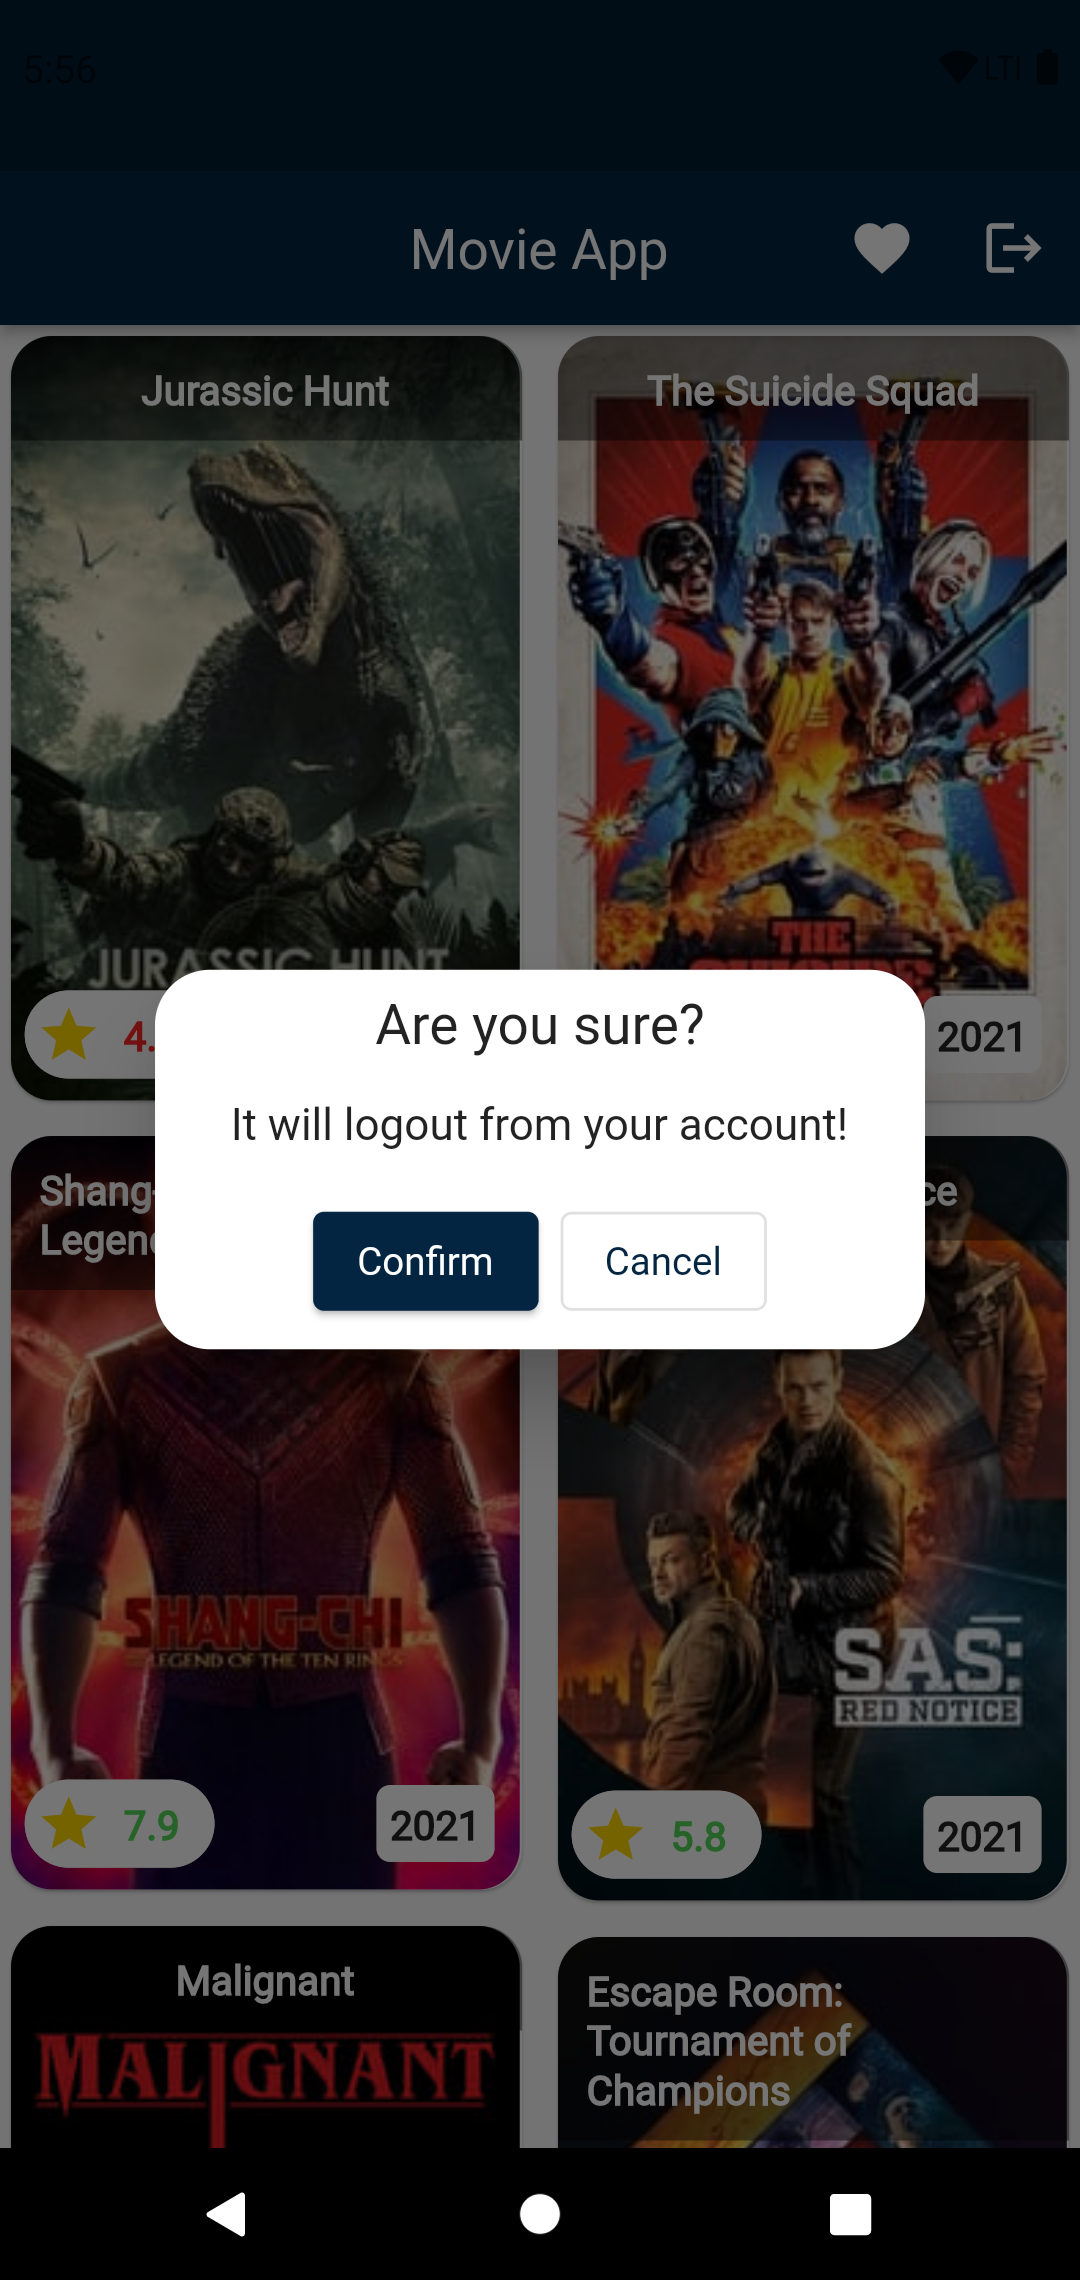 5:56
Movie App
Jurassic Hunt
The Suicide Squad
JURASSIC HUNT
THE
4.
2021
Are you sure?
It will logout from your account!
Confirm
Cancel
Shang-
Legend
ce
SHANG-CHI
LEGEND OF THE TEN RINGS
SAS:
RED NOTICE
7.9
2021
5.8
2021
Malignant
MALIGNANT
Escape Room:
Tournament of
Champions